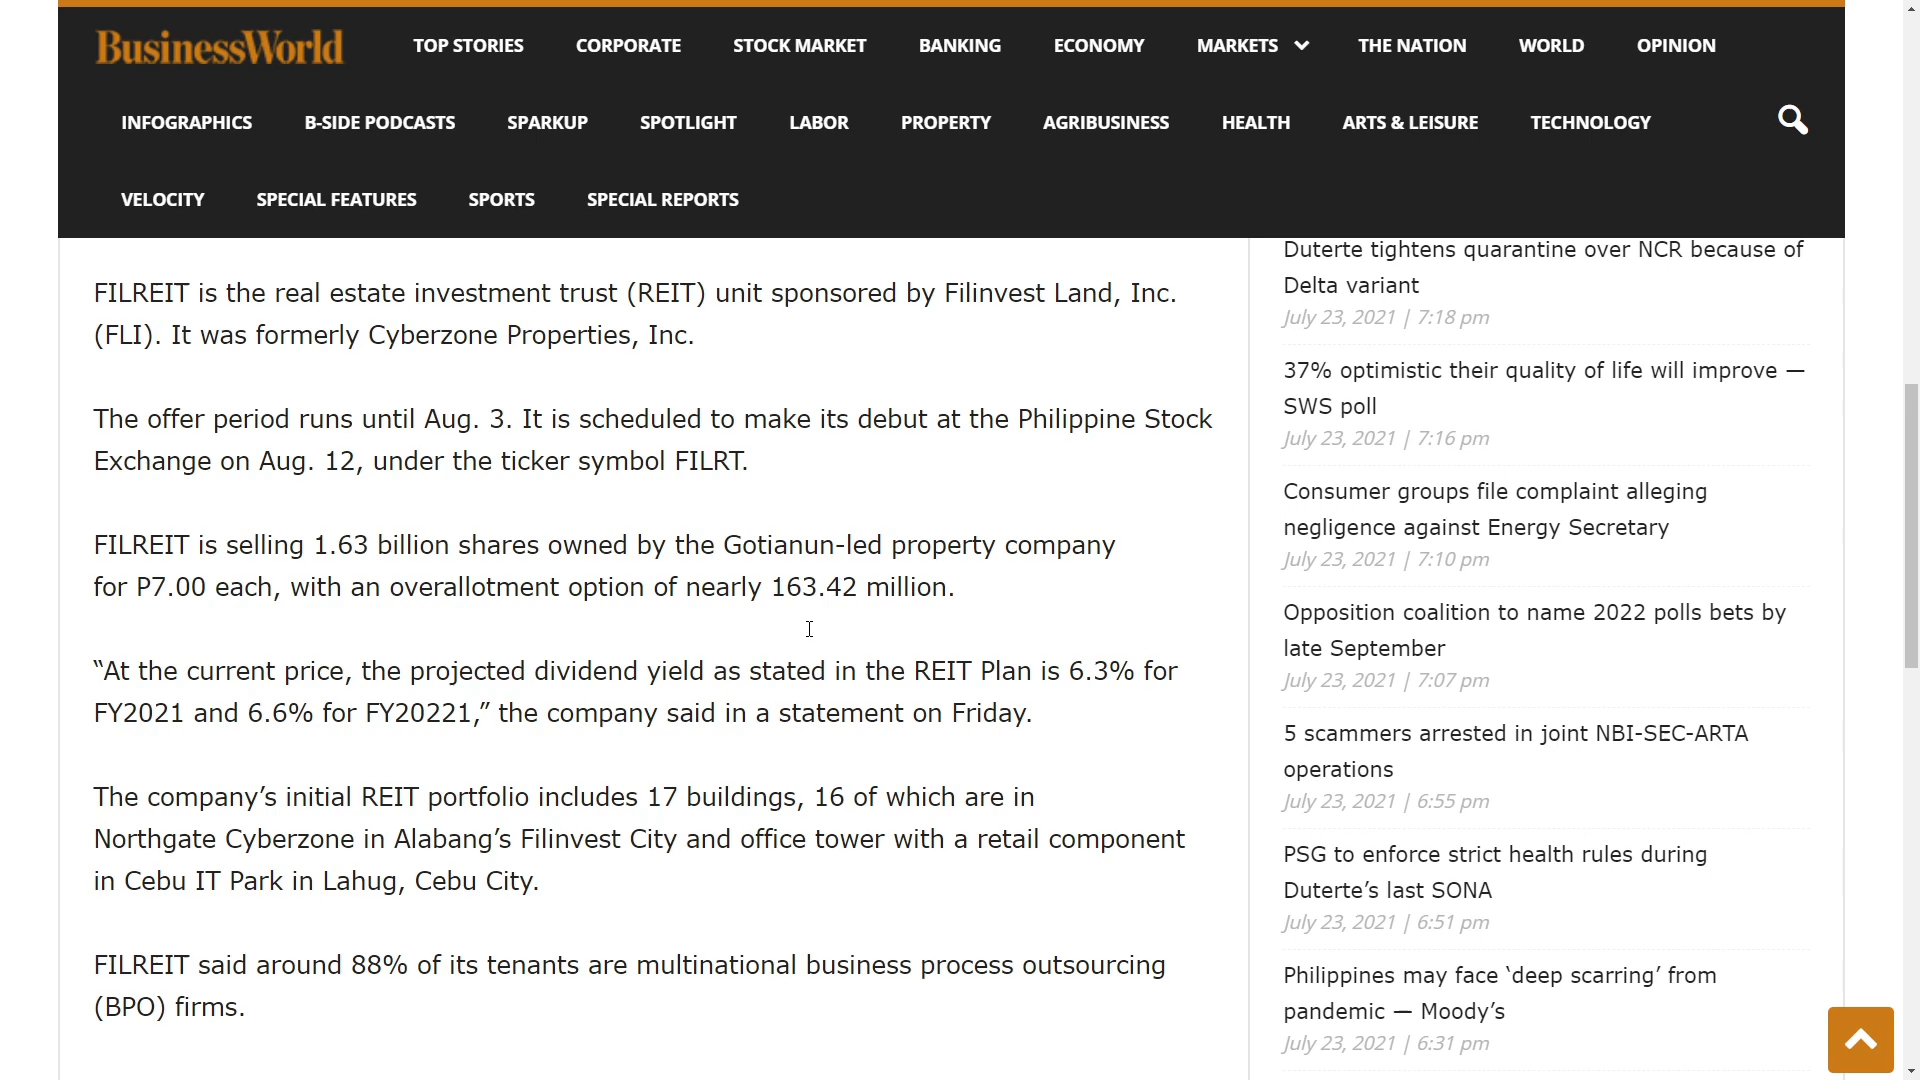 BusinessWorld
TOP STORIES CORPORATE STOCK MARKET BANKING ECONOMY MARKETS THE NATION WORLD OPINION
INFOGRAPHICS B-SIDE PODCASTS SPARKUP SPOTLIGHT LABOR PROPERTY AGRIBUSINESS HEALTH ARTS & LEISURE TECHNOLOGY
VELOCITY SPECIAL FEATURES SPORTS SPECIAL REPORTS
FILREIT is the real estate investment trust (REIT) unit sponsored by Filinvest Land, Inc.
(FLI). It was formerly Cyberzone Properties, Inc.
The offer period runs until Aug. 3. It is scheduled to make its debut at the Philippine Stock
Exchange on Aug. 12, under the ticker symbol FILRT.
FILREIT is selling 1.63 billion shares owned by the Gotianun-led property company
for P7.00 each, with an overallotment option of nearly 163.42 million.
“At the current price, the projected dividend yield as stated in the REIT Plan is 6.3% for
FY2021 and 6.6% for FY20221,” the company said in a statement on Friday.
The company’s initial REIT portfolio includes 17 buildings, 16 of which are in
Northgate Cyberzone in Alabang’s Filinvest City and office tower with a retail component
in Cebu IT Park in Lahug, Cebu City.
FILREIT said around 88% of its tenants are multinational business process outsourcing
(BPO) firms.
Duterte tightens quarantine over NCR because of
Delta variant
July 23, 2021 | 7:18 pm
37% optimistic their quality of life will improve —
SWS poll
July 23, 2021 | 7:16 pm
Consumer groups file complaint alleging
negligence against Energy Secretary
July 23, 2021 | 7:10 pm
Opposition coalition to name 2022 polls bets by
late September
July 23, 2021 | 7:07 pm
5 scammers arrested in joint NBI-SEC-ARTA
operations
July 23, 2021 | 6:55 pm
PSG to enforce strict health rules during
Duterte’s last SONA
July 23, 2021 | 6:51 pm
Philippines may face ‘deep scarring’ from
pandemic — Moody’s
July 23, 2021 | 6:31 pm